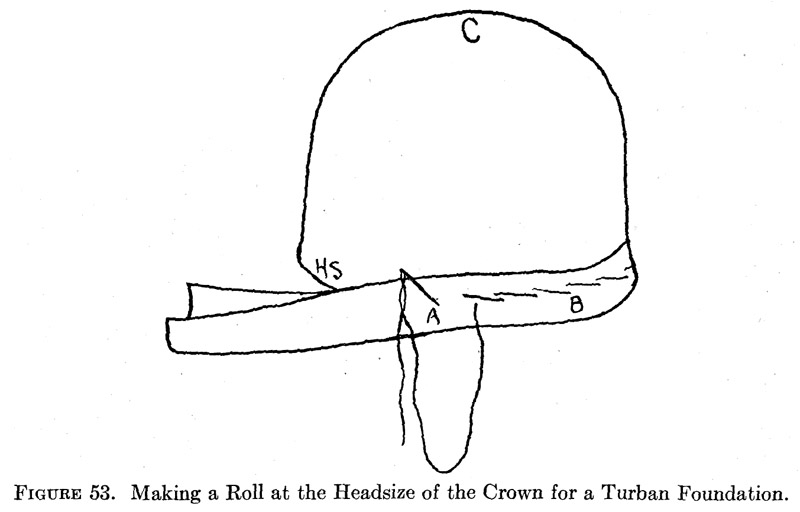 C
HS
A
B
FIGURE 53. Making a Roll at the Headsize of the Crown for a Turban Foundation.